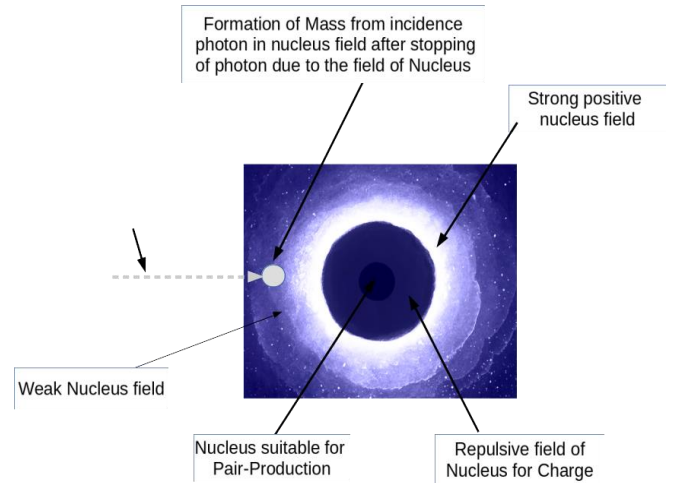 Formation of Mass from incidence
photon in nucleus field after stopping
of photon due to the field of Nucleus
Strong positive
nucleus field
Weak Nucleus field
Nucleus suitable for
Pair-Production
Repulsive field of
Nucleus for Charge